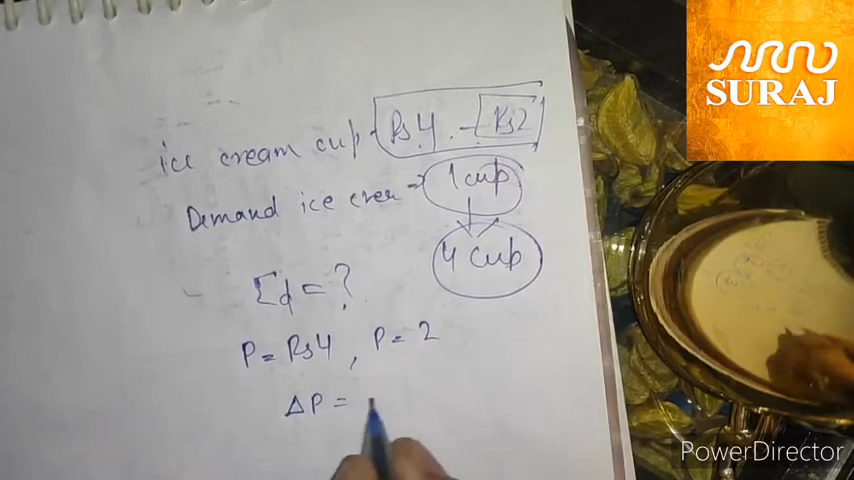 ice cream cup - Rs 4 - Rs 2
Demand ice crea - 1 cup
4 cup
Ed = ?
P = Rs 4, P = 2
ΔP =
SURAJ
PowerDirector